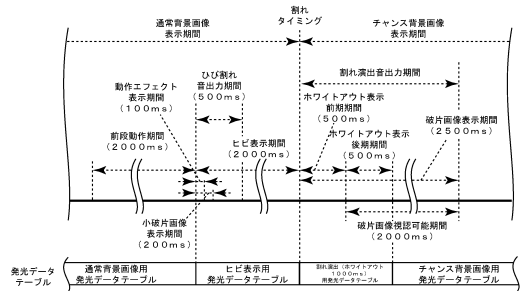 通常背景画像
表示期間
割れ
タイミング
チャンス背景画像
表示期間
動作エフェクト
表示期間
(100ms)
ひび割れ
音出力期間
(500ms)
割れ演出音出力期間
ホワイトアウト表示
前期期間
(500ms)
ホワイトアウト表示
後期期間
(500ms)
破片画像表示期間
(2500ms)
前段動作期間
(2000ms)
ヒビ表示期間
(2000ms)
小破片画像
表示期間
(200ms)
破片画像視認可能期間
(2000ms)
発光データ
テーブル
通常背景画像用
発光データテーブル
ヒビ表示用
発光データテーブル
割れ演出(ホワイトアウト
1000ms)
用発光データテーブル
チャンス背景画像用
発光データテーブル